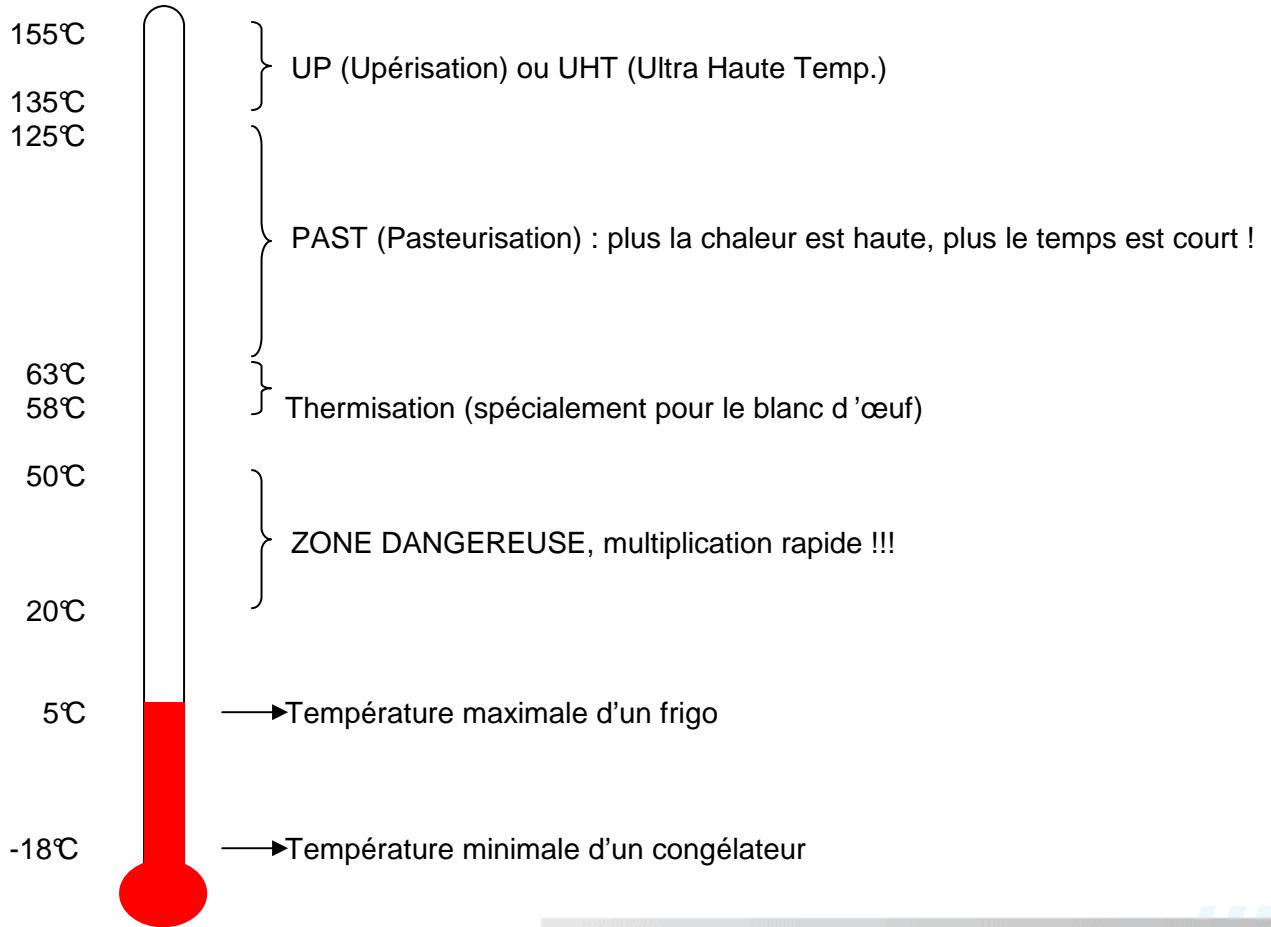 155°C
UP (Upérisation) ou UHT (Ultra Haute Temp.)
135°C
125°C
PAST (Pasteurisation) : plus la chaleur est haute, plus le temps est court !
63°C
58°C
Thermisation (spécialement pour le blanc d 'œuf)
50°C
ZONE DANGEREUSE, multiplication rapide !!!
20°C
5°C
Température maximale d'un frigo
-18°C
Température minimale d'un congélateur